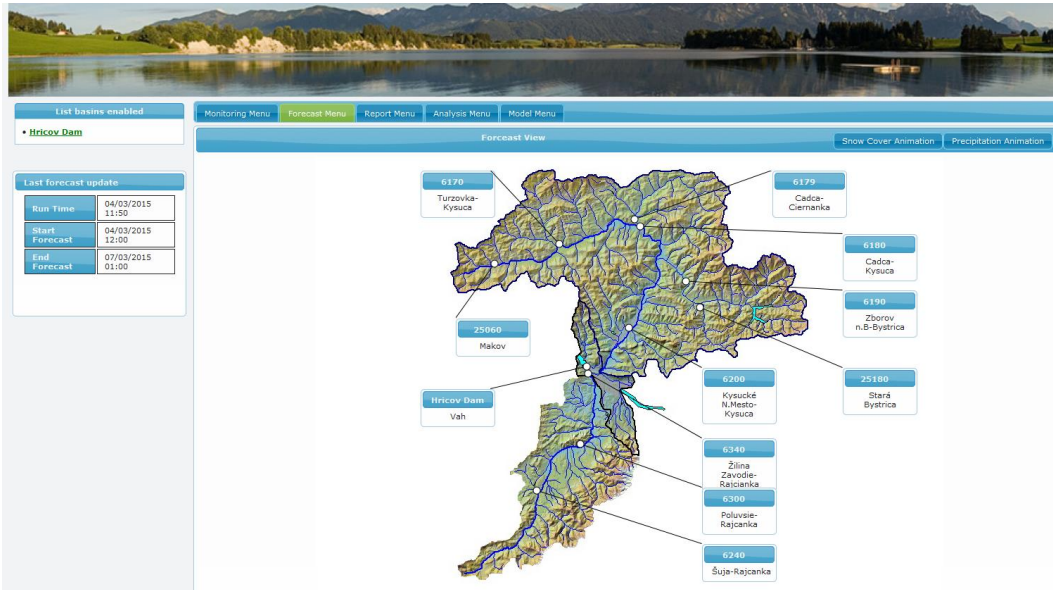 List basins enabled
• Hricov Dam
Monitoring Menu Forecast Menu Report Menu Analysis Menu Model Menu
Forceast View
Snow Cover Animation Precipitation Animation
Last forecast update
Run Time 04/03/2015
11:50
Start
Forecast
04/03/2015
12:00
End
Forecast
07/03/2015
01:00
6170
Turzovka-
Kysuca
6179
Cadca-
Ciernanka
6180
Cadca-
Kysuca
6190
Zborov
n.B-Bystrica
25060
Makov
Hricov Dam
Vah
6200
Kysucké
N.Mesto-
Kysuca
25180
Stará
Bystrica
6340
Žilina
Zavodie-
Rajcianka
6300
Poluvsie-
Rajcanka
6240
Šuja-Rajcanka